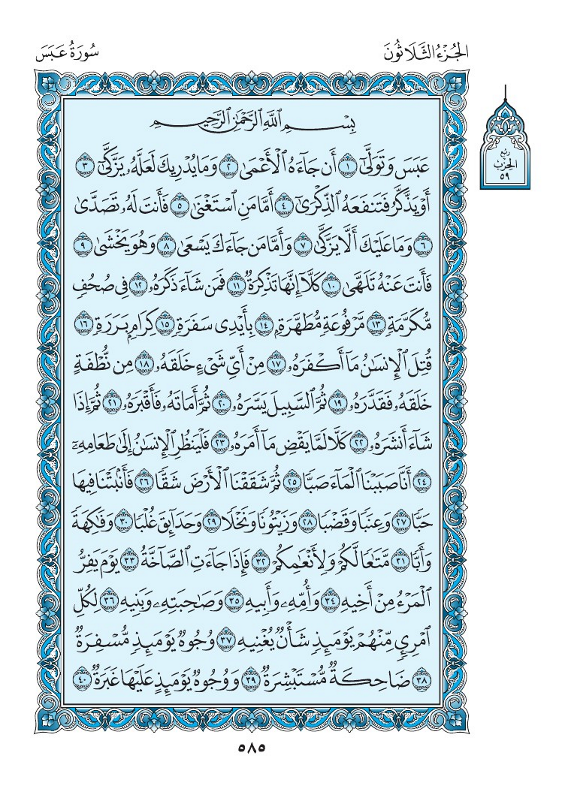 سُورَةُ عَبَسَ
الجُزْءُ الثَّلَاثُونَ
رُبع
الحِزْب
٥٩
بِسْمِ ٱللَّهِ ٱلرَّحْمَٰنِ ٱلرَّحِيمِ
عَبَسَ وَتَوَلَّىٰٓ ١ أَن جَآءَهُ ٱلْأَعْمَىٰ ٢ وَمَا يُدْرِيكَ لَعَلَّهُۥ يَزَّكَّىٰٓ ٣
أَوْ يَذَّكَّرُ فَتَنفَعَهُ ٱلذِّكْرَىٰٓ ٤ أَمَّا مَنِ ٱسْتَغْنَىٰ ٥ فَأَنتَ لَهُۥ تَصَدَّىٰ
٦ وَمَا عَلَيْكَ أَلَّا يَزَّكَّىٰ ٧ وَأَمَّا مَن جَآءَكَ يَسْعَىٰ ٨ وَهُوَ يَخْشَىٰ ٩
فَأَنتَ عَنْهُ تَلَهَّىٰ ١٠ كَلَّآ إِنَّهَا تَذْكِرَةٌ ١١ فَمَن شَآءَ ذَكَرَهُۥ ١٢ فِى صُحُفٍ
مُّكَرَّمَةٍ ١٣ مَّرْفُوعَةٍ مُّطَهَّرَةٍۭ ١٤ بِأَيْدِى سَفَرَةٍ ١٥ كِرَامٍۭ بَرَرَةٍ ١٦
قُتِلَ ٱلْإِنسَٰنُ مَآ أَكْفَرَهُۥ ١٧ مِنْ أَىِّ شَىْءٍ خَلَقَهُۥ ١٨ مِن نُّطْفَةٍ
خَلَقَهُۥ فَقَدَّرَهُۥ ١٩ ثُمَّ ٱلسَّبِيلَ يَسَّرَهُۥ ٢٠ ثُمَّ أَمَاتَهُۥ فَأَقْبَرَهُۥ ٢١ ثُمَّ إِذَا
شَآءَ أَنشَرَهُۥ ٢٢ كَلَّا لَمَّا يَقْضِ مَآ أَمَرَهُۥ ٢٣ فَلْيَنظُرِ ٱلْإِنسَٰنُ إِلَىٰ طَعَامِهِۦٓ
٢٤ أَنَّا صَبَبْنَا ٱلْمَآءَ صَبًّا ٢٥ ثُمَّ شَقَقْنَا ٱلْأَرْضَ شَقًّا ٢٦ فَأَنۢبَتْنَا فِيهَا
حَبًّا ٢٧ وَعِنَبًا وَقَضْبًا ٢٨ وَزَيْتُونًا وَنَخْلًا ٢٩ وَحَدَآئِقَ غُلْبًا ٣٠ وَفَٰكِهَةً
وَأَبًّا ٣١ مَّتَٰعًا لَّكُمْ وَلِأَنْعَٰمِكُمْ ٣٢ فَإِذَا جَآءَتِ ٱلصَّآخَّةُ ٣٣ يَوْمَ يَفِرُّ
ٱلْمَرْءُ مِنْ أَخِيهِ ٣٤ وَأُمِّهِۦ وَأَبِيهِ ٣٥ وَصَٰحِبَتِهِۦ وَبَنِيهِ ٣٦ لِكُلِّ
ٱمْرِئٍ مِّنْهُمْ يَوْمَئِذٍ شَأْنٌ يُغْنِيهِ ٣٧ وُجُوهٌ يَوْمَئِذٍ مُّسْفِرَةٌ
٣٨ ضَاحِكَةٌ مُّسْتَبْشِرَةٌ ٣٩ وَوُجُوهٌ يَوْمَئِذٍ عَلَيْهَا غَبَرَةٌ ٤٠
٥٨٥